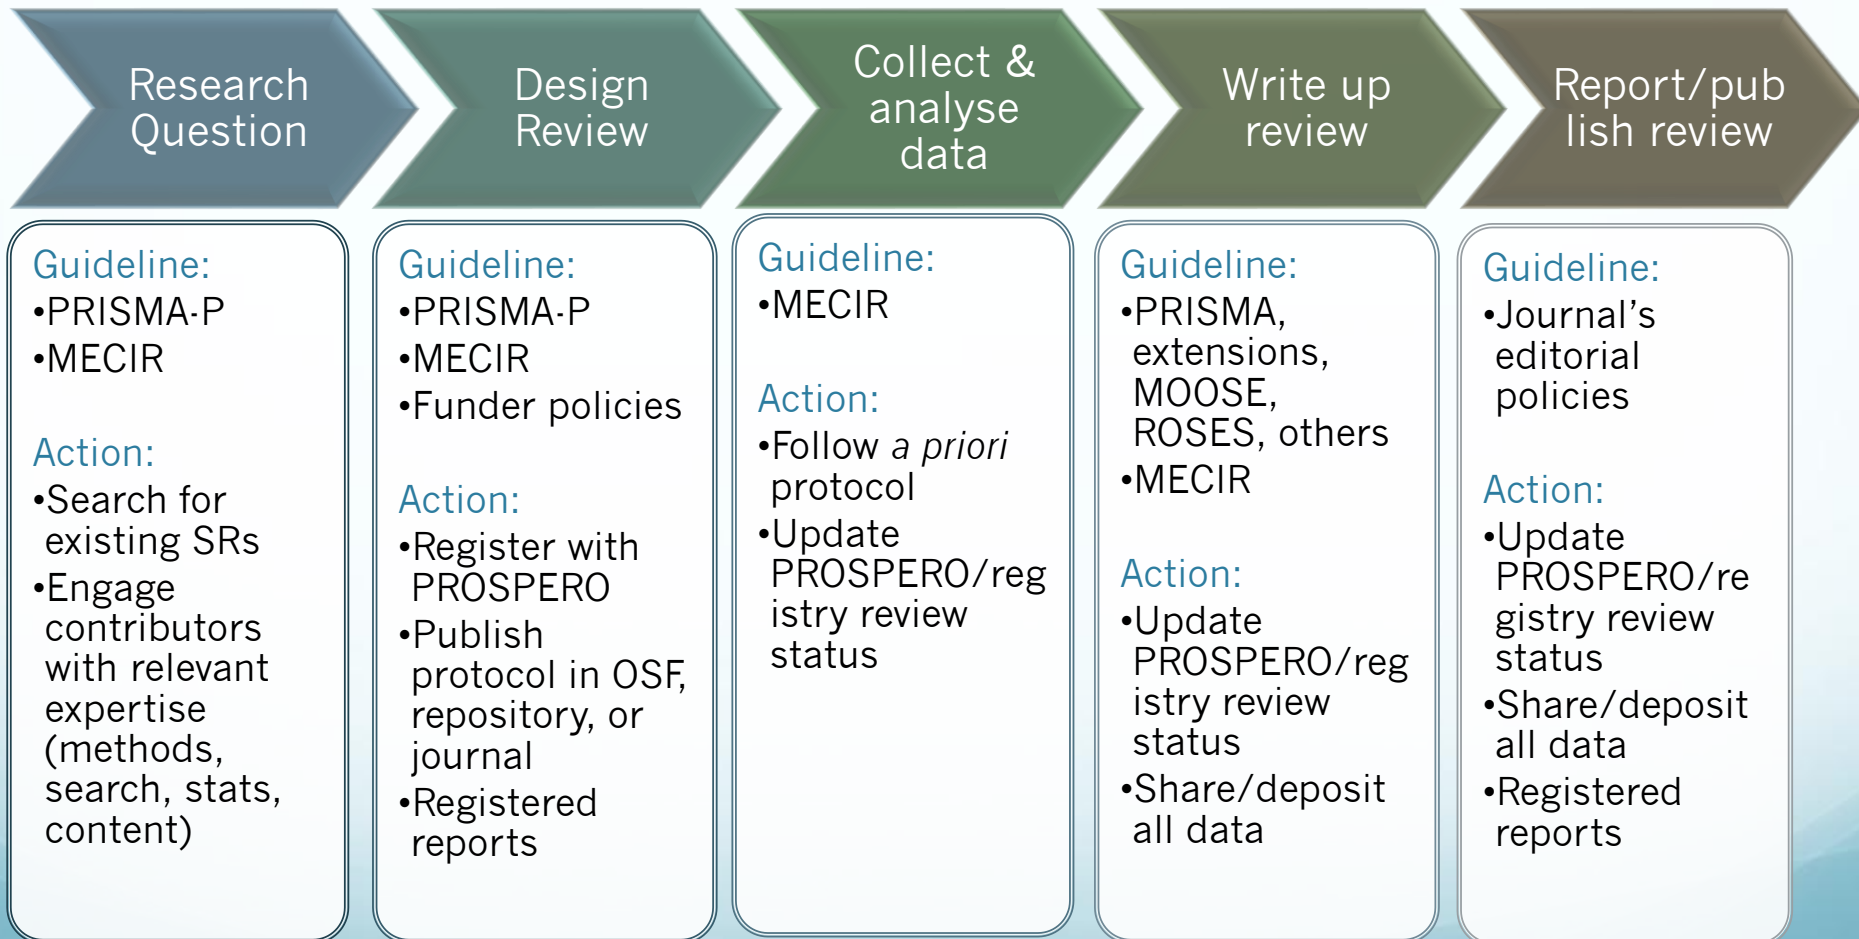 Research
Question
Design
Review
Collect &
analyse
data
Write up
review
Report/pub
lish review
Guideline:
•PRISMA-P
•MECIR
Action:
•Search for
existing SRs
•Engage
contributors
with relevant
expertise
(methods,
search, stats,
content)
Guideline:
•PRISMA-P
•MECIR
•Funder policies
Action:
•Register with
PROSPERO
•Publish
protocol in OSF,
repository, or
journal
•Registered
reports
Guideline:
•MECIR
Action:
•Follow a priori
protocol
•Update
PROSPERO/reg
istry review
status
Guideline:
•PRISMA,
extensions,
MOOSE,
ROSES, others
•MECIR
Action:
•Update
PROSPERO/reg
istry review
status
•Share/deposit
all data
Guideline:
•Journal’s
editorial
policies
Action:
•Update
PROSPERO/re
gistry review
status
•Share/deposit
all data
•Registered
reports